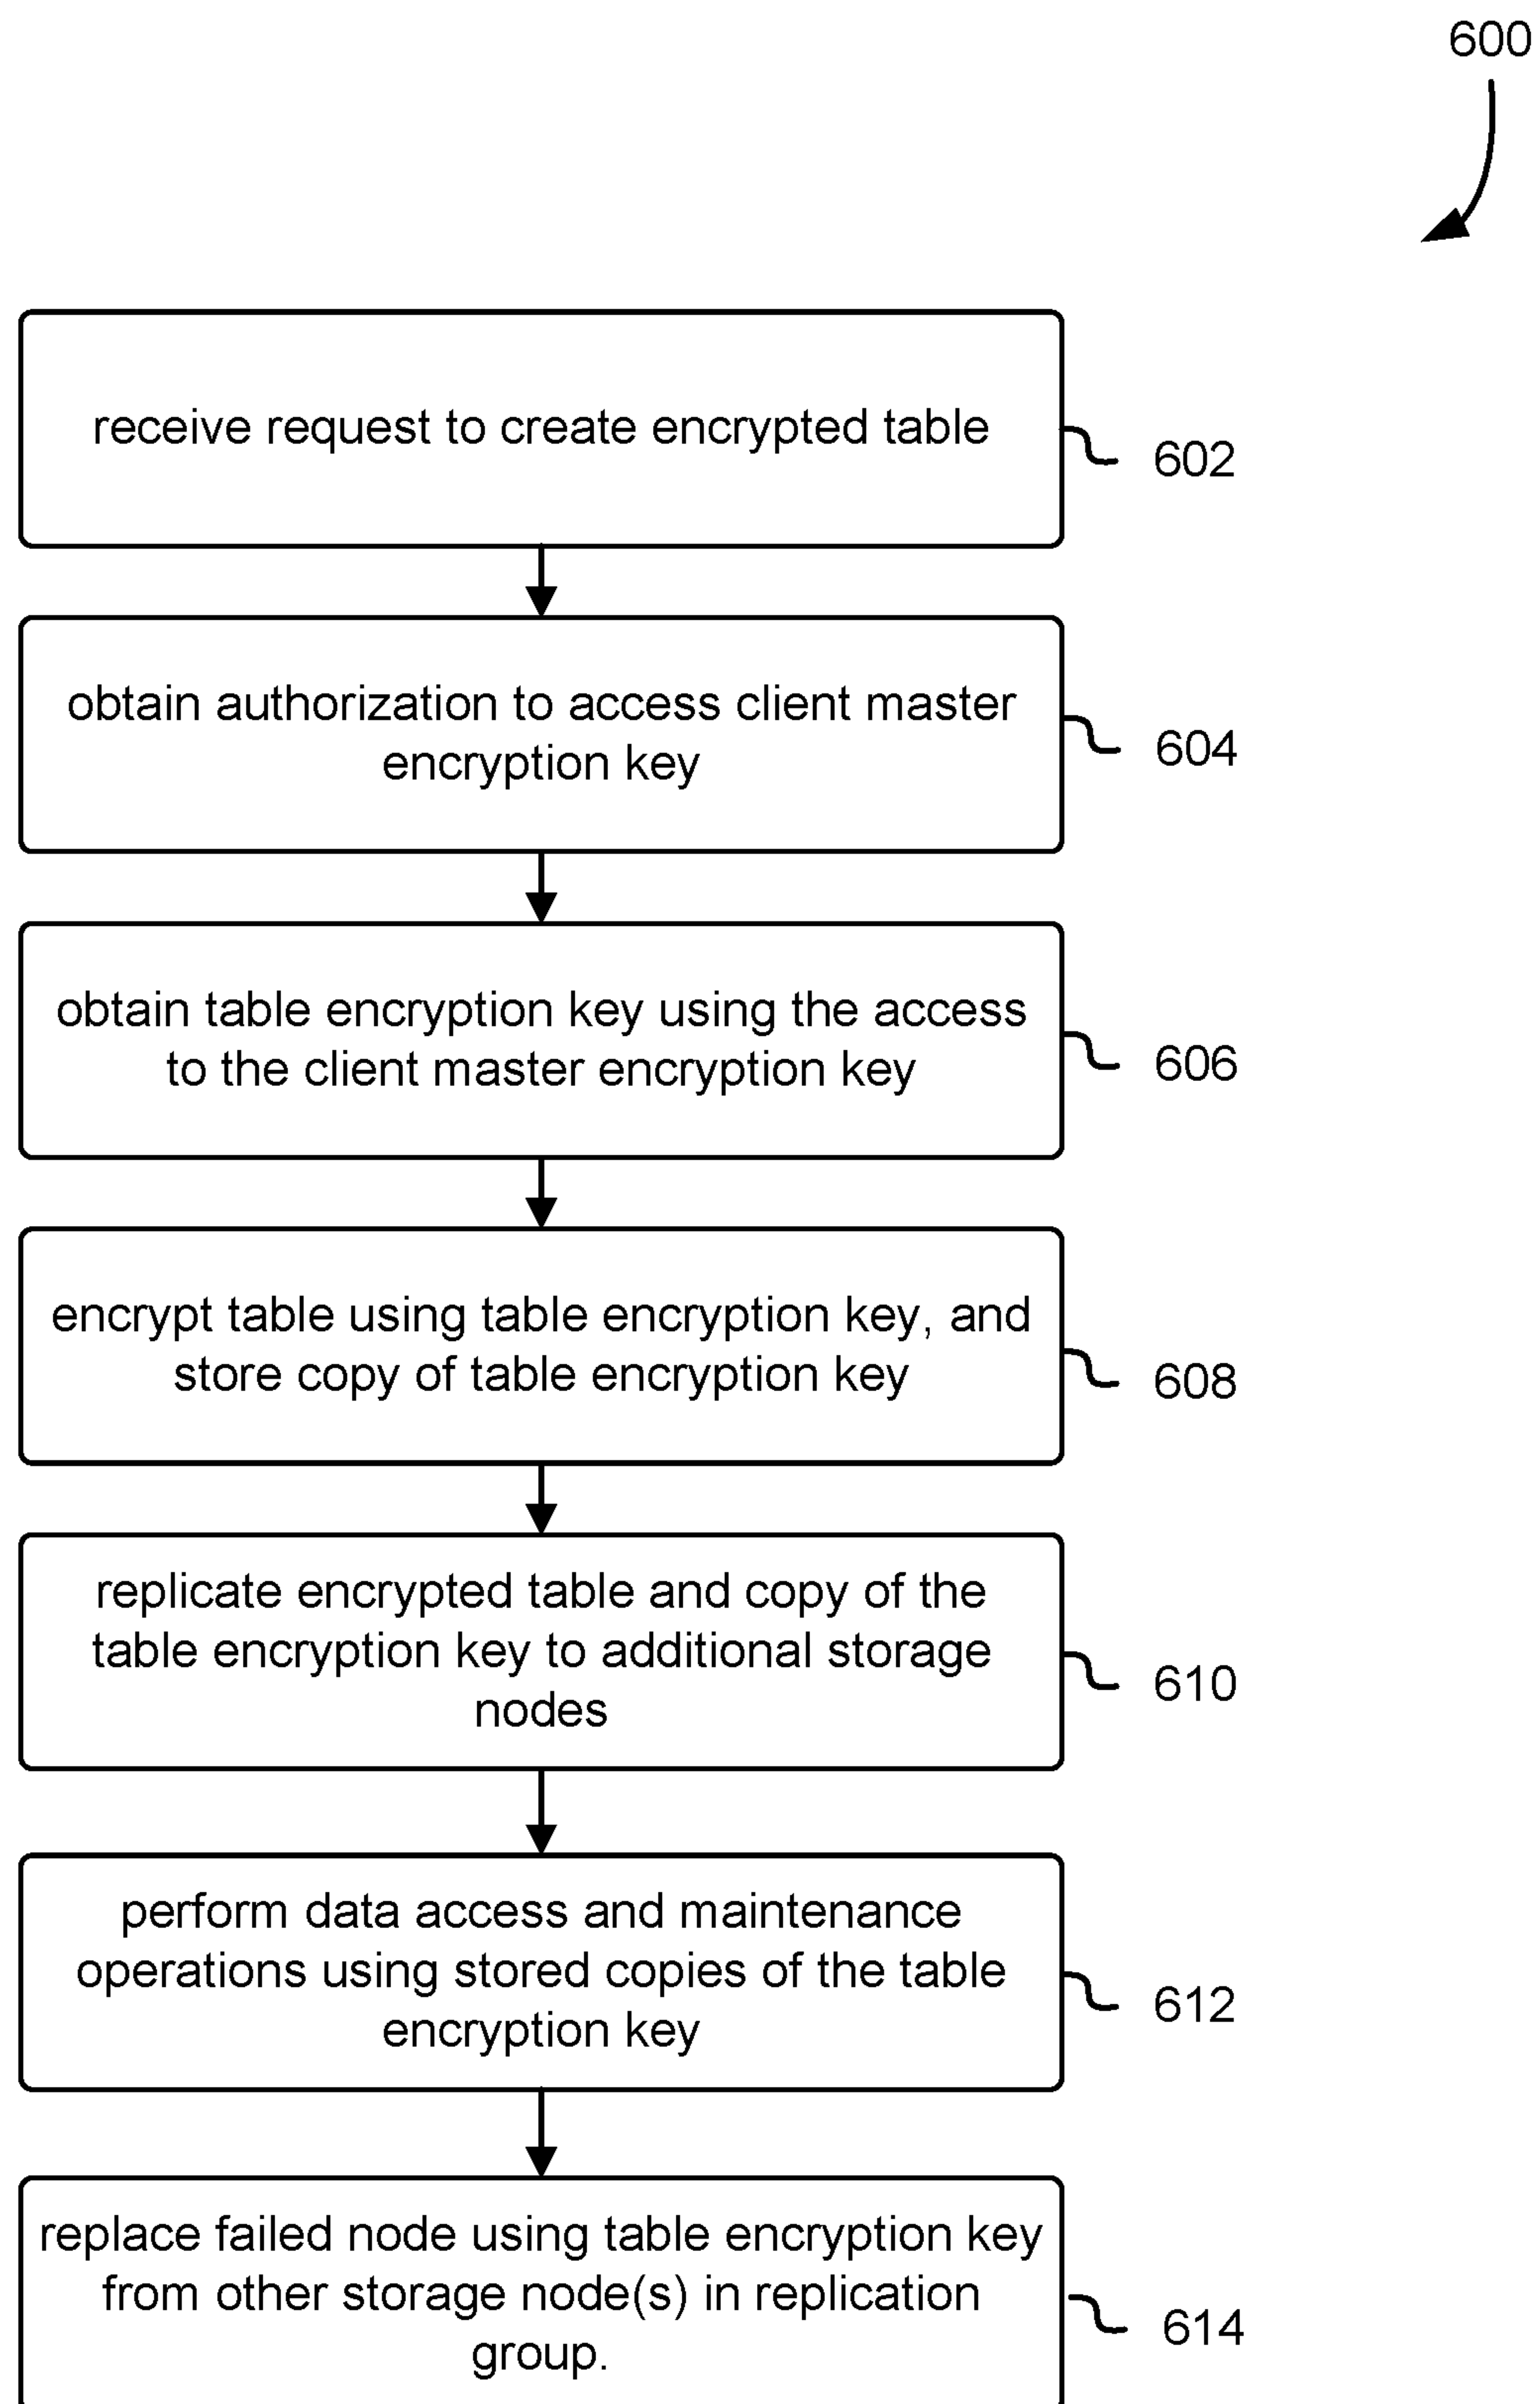 600
receive request to create encrypted table
602
obtain authorization to access client master
encryption key
604
obtain table encryption key using the access
to the client master encryption key
606
encrypt table using table encryption key, and
store copy of table encryption key
608
replicate encrypted table and copy of the
table encryption key to additional storage
nodes
610
perform data access and maintenance
operations using stored copies of the table
encryption key
612
replace failed node using table encryption key
from other storage node(s) in replication
group.
614